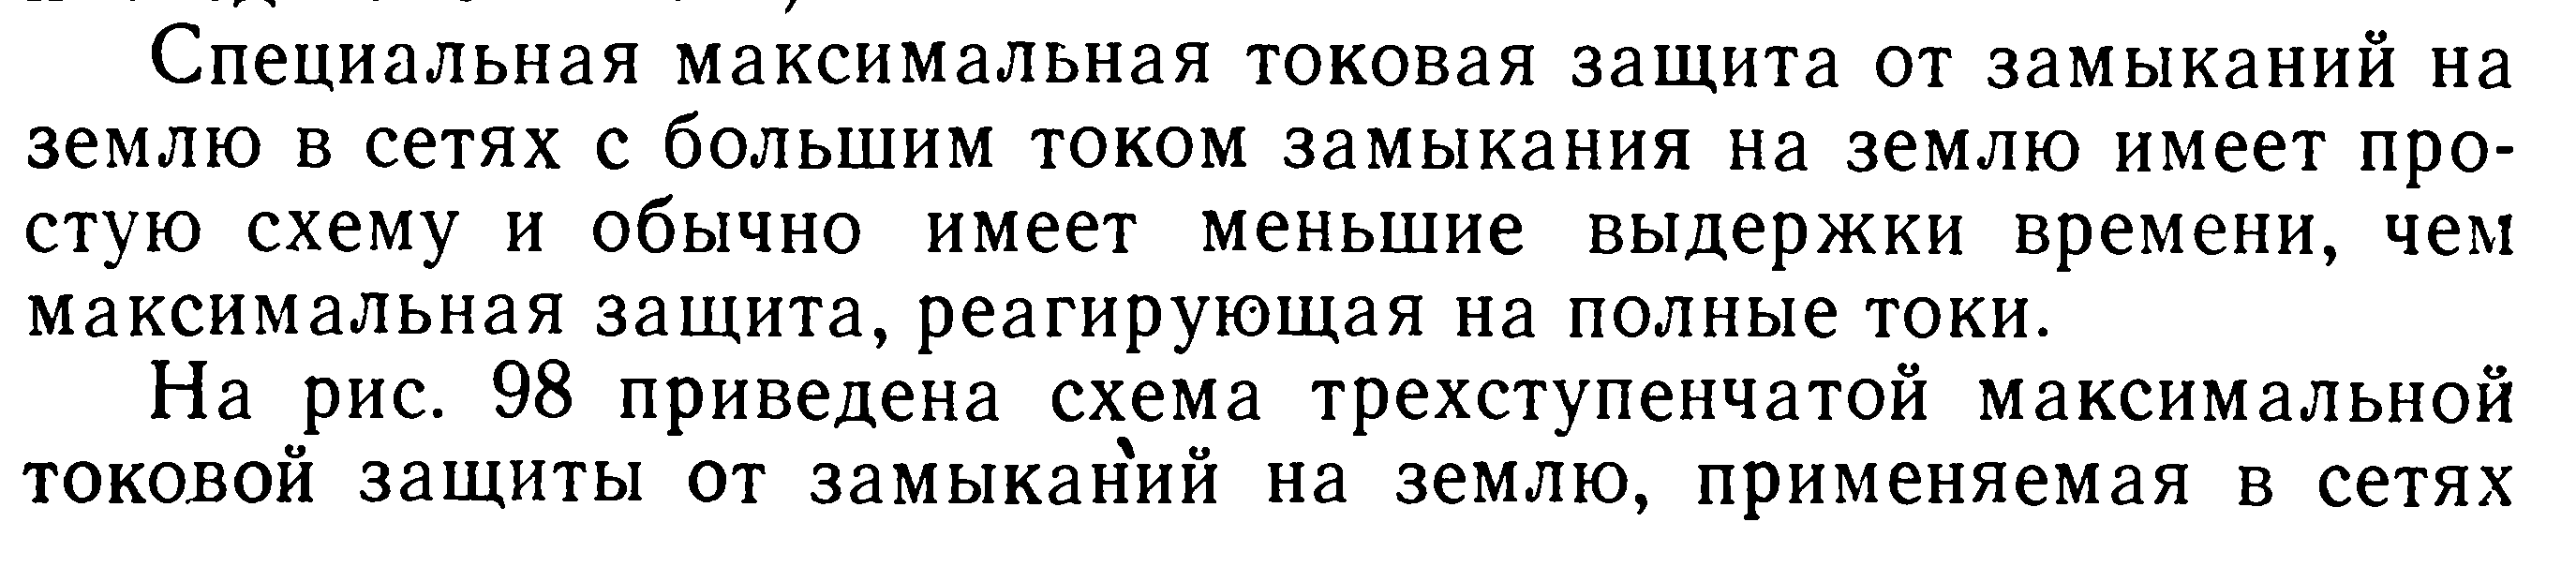 Специальная максимальная токовая защита от замыканий на
землю в сетях с большим током замыкания на землю имеет про-
стую схему и обычно имеет меньшие выдержки времени, чем
максимальная защита, реагирующая на полные токи.
На рис. 98 приведена схема трехступенчатой максимальной
токовой защиты от замыканий на землю, применяемая в сетях